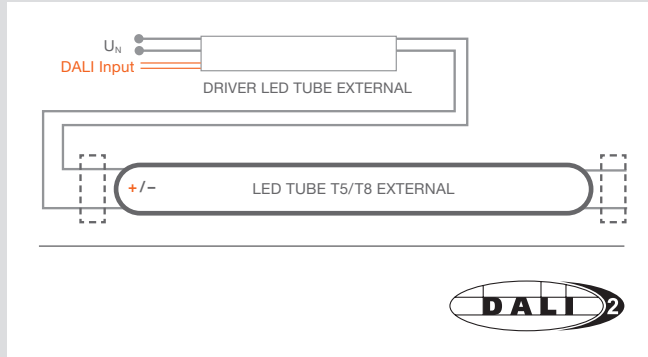 UN
DALI Input
DRIVER LED TUBE EXTERNAL
+/–
LED TUBE T5/T8 EXTERNAL
DALI 2